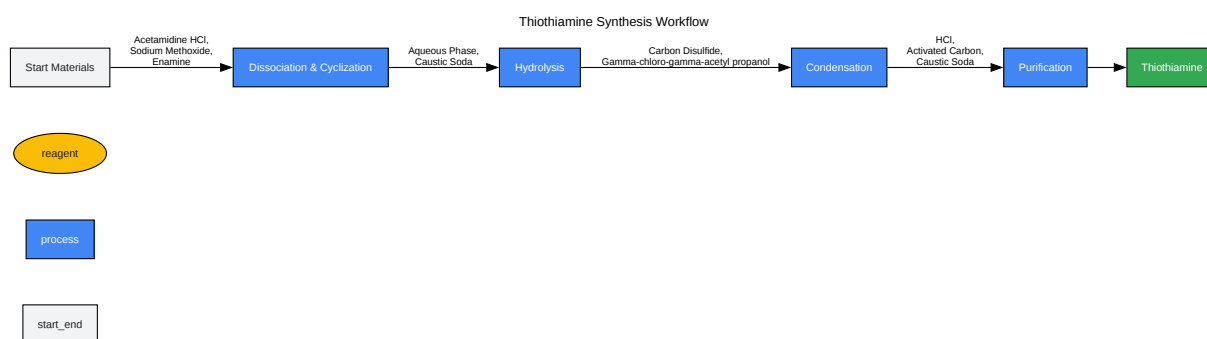 Thiothiamine Synthesis Workflow
Start Materials
Acetamidine HCl,
Sodium Methoxide,
Enamine
Dissociation & Cyclization
Aqueous Phase,
Caustic Soda
Hydrolysis
Carbon Disulfide,
Gamma-chloro-gamma-acetyl propanol
Condensation
HCl,
Activated Carbon,
Caustic Soda
Purification
Thiothiamine
reagent
process
start_end